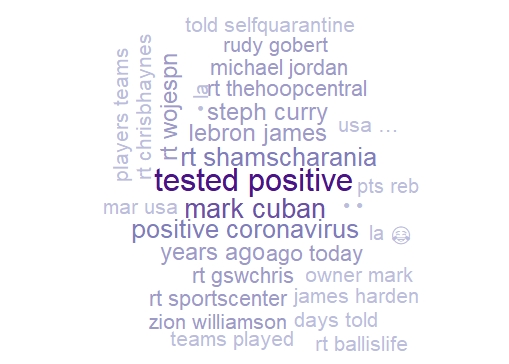 told selfquarantine
rudy gobert
michael jordan
players teams
rt chrisbhaynes
rt wojespn
la
rt thehoopcentral
• steph curry
lebron james
usa …
rt shamscharania
tested positive
pts reb
mar usa
mark cuban
• •
positive coronavirus
la 😂
years ago
ago today
rt gswchris
owner mark
rt sportscenter
james harden
zion williamson
days told
teams played
rt ballislife